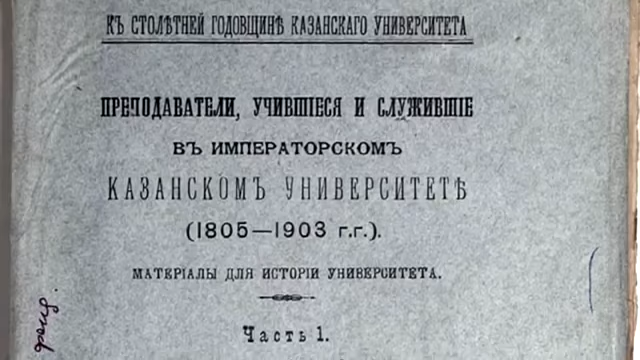 КЪ СТОЛѢТНЕЙ ГОДОВЩИНѢ КАЗАНСКАГО УНИВЕРСИТЕТА
ПРЕПОДАВАТЕЛИ, УЧИВШІЕСЯ И СЛУЖИВШІЕ
ВЪ ИМПЕРАТОРСКОМЪ
КАЗАНСКОМЪ УНИВЕРСИТЕТѢ
(1805—1903 г.г.).
МАТЕРІАЛЫ ДЛЯ ИСТОРІИ УНИВЕРСИТЕТА.
Часть 1.